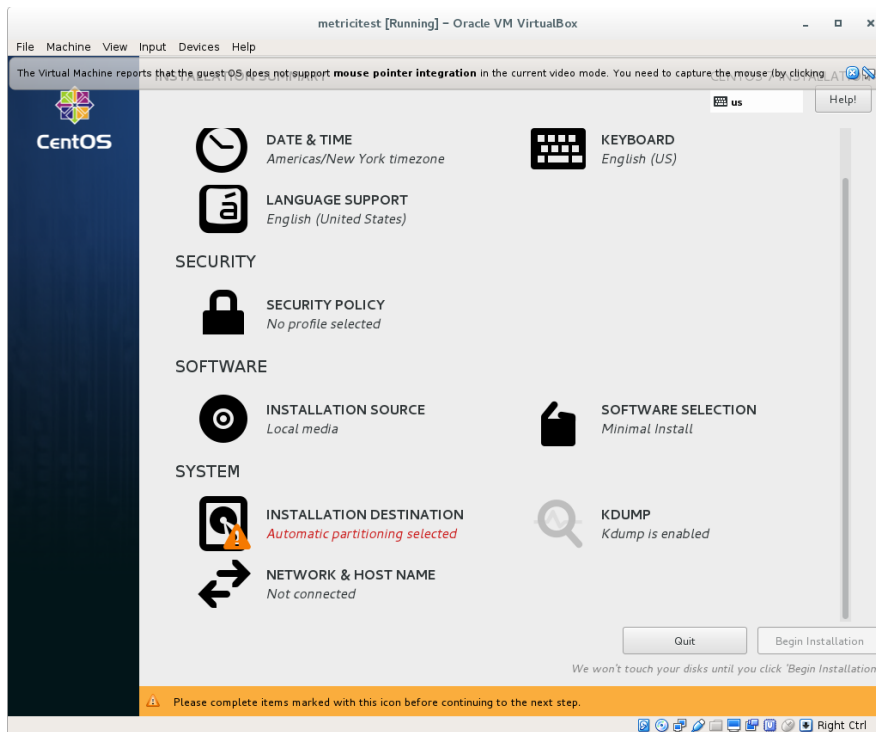 metricitest [Running] - Oracle VM VirtualBox
File Machine View Input Devices Help
The Virtual Machine reports that the guest OS does not support mouse pointer integration in the current video mode. You need to capture the mouse (by clicking
INSTALLATION SUMMARY
CENTOS 7 INSTALLATION
us
Help!
CentOS
DATE & TIME
Americas/New York timezone
KEYBOARD
English (US)
á
LANGUAGE SUPPORT
English (United States)
SECURITY
SECURITY POLICY
No profile selected
SOFTWARE
INSTALLATION SOURCE
Local media
SOFTWARE SELECTION
Minimal Install
SYSTEM
INSTALLATION DESTINATION
Automatic partitioning selected
KDUMP
Kdump is enabled
NETWORK & HOST NAME
Not connected
Quit
Begin Installation
We won't touch your disks until you click 'Begin Installation
Please complete items marked with this icon before continuing to the next step.
Right Ctrl